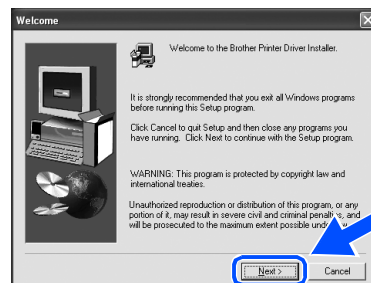 Welcome
Welcome to the Brother Printer Driver Installer.
It is strongly recommended that you exit all Windows programs
before running this Setup program.
Click Cancel to quit Setup and then close any programs you
have running. Click Next to continue with the Setup program.
WARNING: This program is protected by copyright law and
international treaties.
Unauthorized reproduction or distribution of this program, or any
portion of it, may result in severe civil and criminal penalties, and
will be prosecuted to the maximum extent possible under
Next >
Cancel